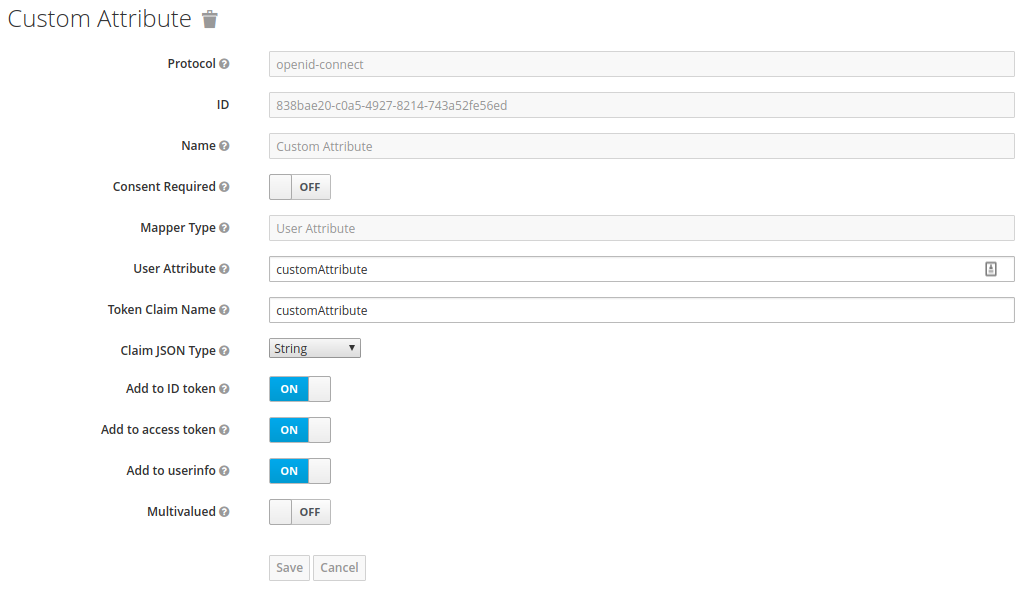 Custom Attribute
Protocol openid-connect
ID 838bae20-c0a5-4927-8214-743a52fe56ed
Name Custom Attribute
Consent Required OFF
Mapper Type User Attribute
User Attribute customAttribute
Token Claim Name customAttribute
Claim JSON Type String
Add to ID token ON
Add to access token ON
Add to userinfo ON
Multivalued OFF
Save Cancel